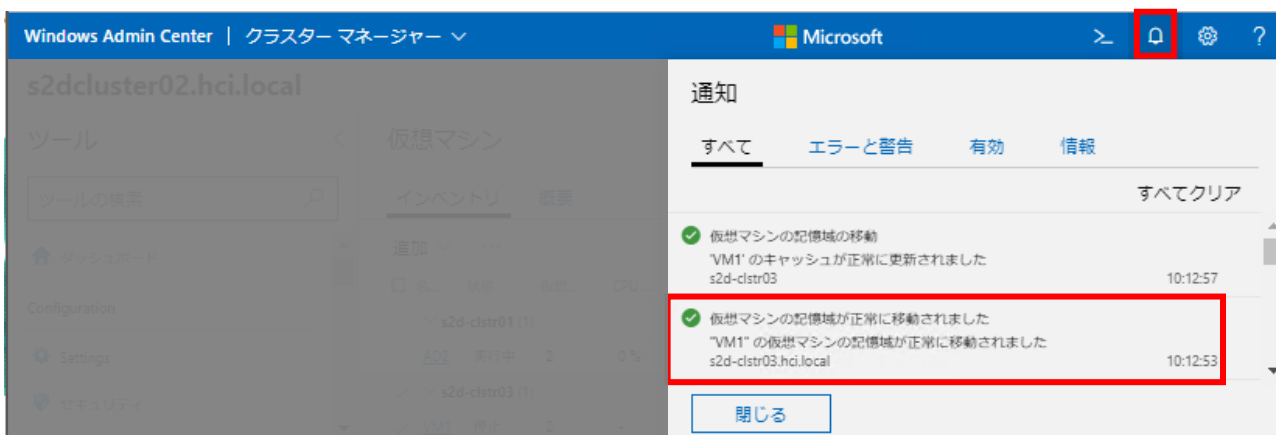 Windows Admin Center | クラスター マネージャー
Microsoft
>_
?
s2dcluster02.hci.local
通知
ツール
仮想マシン
すべて エラーと警告 有効 情報
ツールの検索
インベントリ 概要
すべてクリア
追加
仮想マシンの記憶域の移動
'VM1' のキャッシュが正常に更新されました
s2d-clstr03 10:12:57
ダッシュボード
状態 CPU
Configuration
s2d-clstr01 (1)
仮想マシンの記憶域が正常に移動されました
"VM1" の仮想マシンの記憶域が正常に移動されました
s2d-clstr03.hci.local 10:12:53
Settings
AD2 実行中 2 0 %
s2d-clstr03 (1)
セキュリティ
VM1 停止 2 -
閉じる